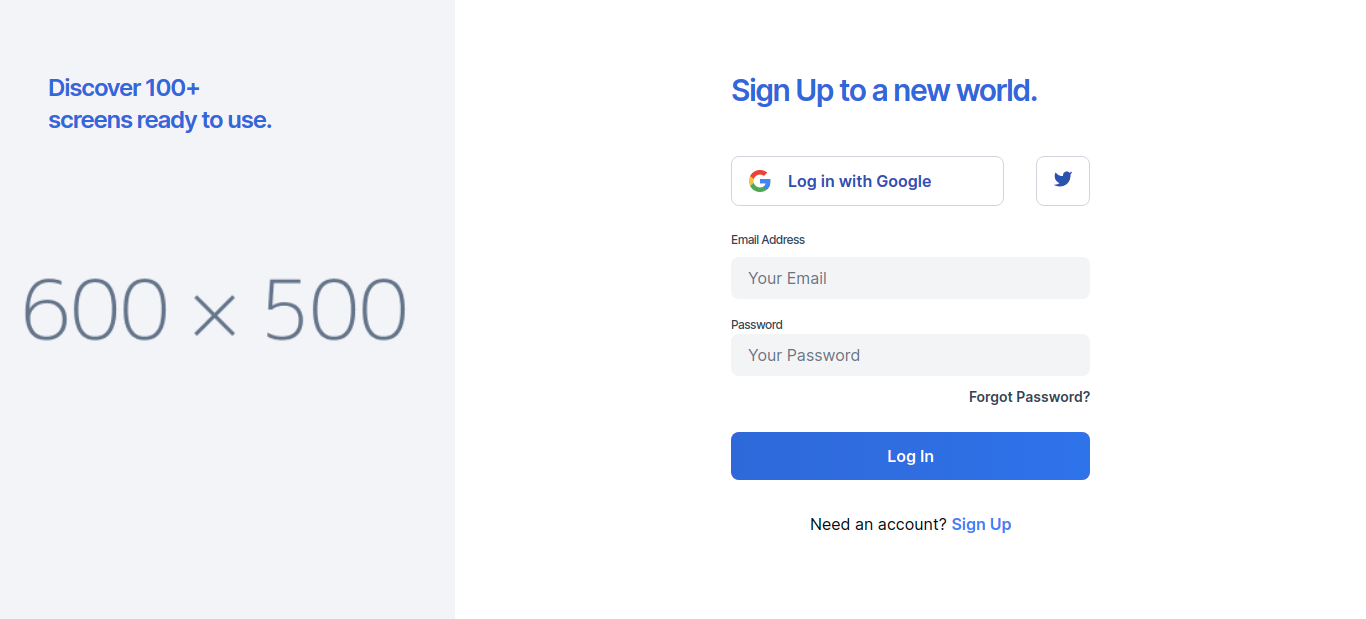 Discover 100+
screens ready to use.
600 × 500
Sign Up to a new world.
Log in with Google
Email Address
Your Email
Password
Your Password
Forgot Password?
Log In
Need an account? Sign Up